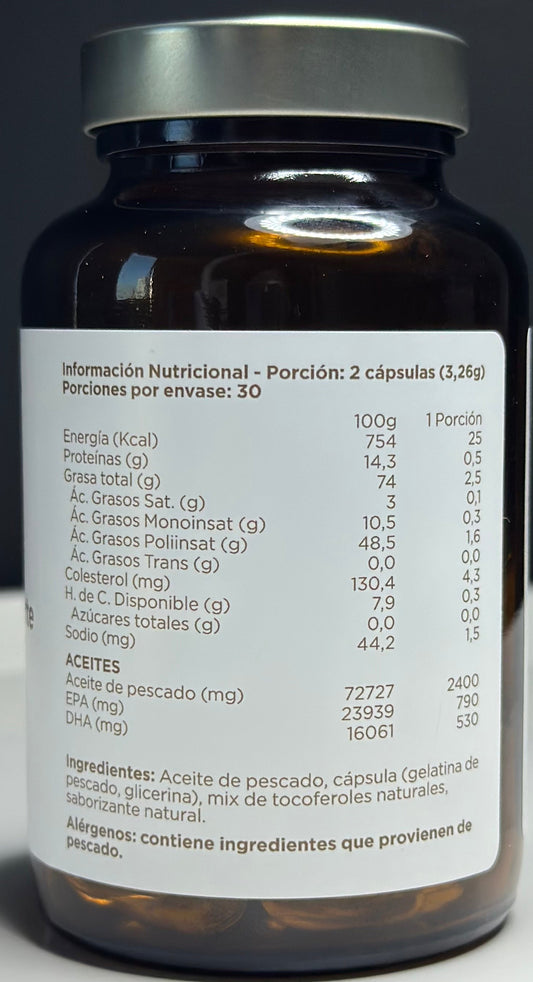 Información Nutricional - Porción: 2 cápsulas (3,26g)
Porciones por envase: 30
100g 1 Porción
Energía (Kcal) 754 25
Proteínas (g) 14,3 0,5
Grasa total (g) 74 2,5
Ác. Grasos Sat. (g) 3 0,1
Ác. Grasos Monoinsat (g) 10,5 0,3
Ác. Grasos Poliinsat (g) 48,5 1,6
Ác. Grasos Trans (g) 0,0 0,0
Colesterol (mg) 130,4 4,3
H. de C. Disponible (g) 7,9 0,3
Azúcares totales (g) 0,0 0,0
Sodio (mg) 44,2 1,5
ACEITES
Aceite de pescado (mg) 72727 2400
EPA (mg) 23939 790
DHA (mg) 16061 530
Ingredientes: Aceite de pescado, cápsula (gelatina de
pescado, glicerina), mix de tocoferoles naturales,
saborizante natural.
Alérgenos: contiene ingredientes que provienen de
pescado.